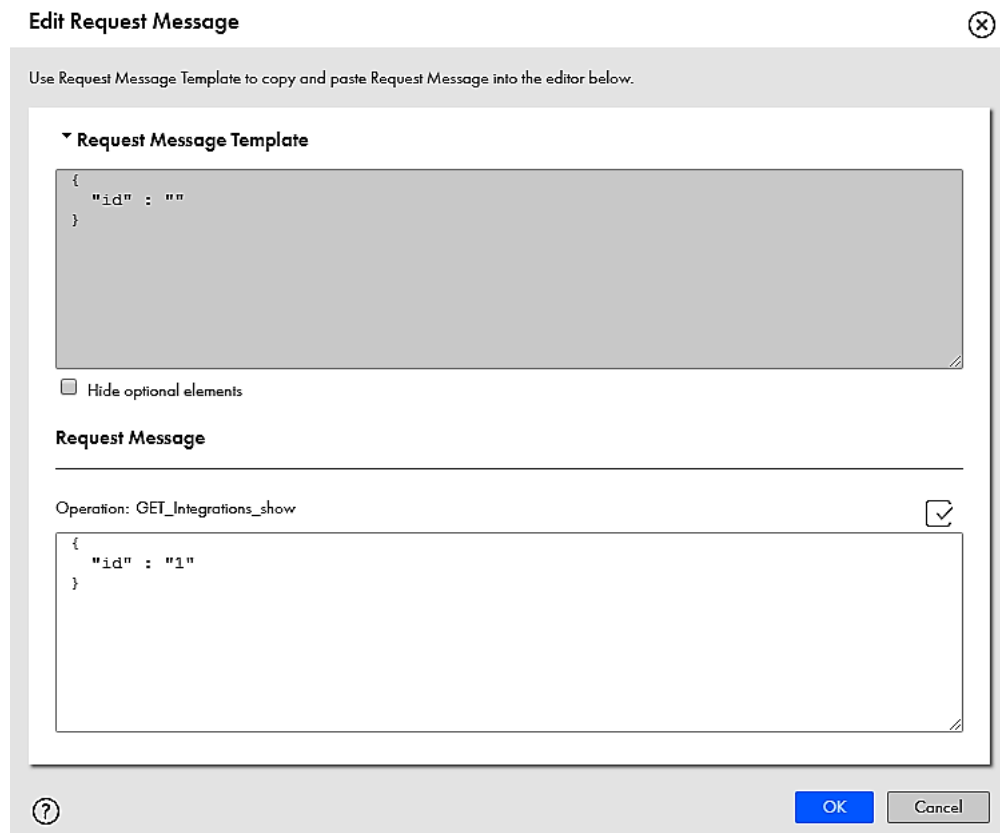 Edit Request Message
Use Request Message Template to copy and paste Request Message into the editor below.
Request Message Template
{
"id" : ""
}
Hide optional elements
Request Message
Operation: GET_Integrations_show
{
"id" : "1"
}
?
OK
Cancel